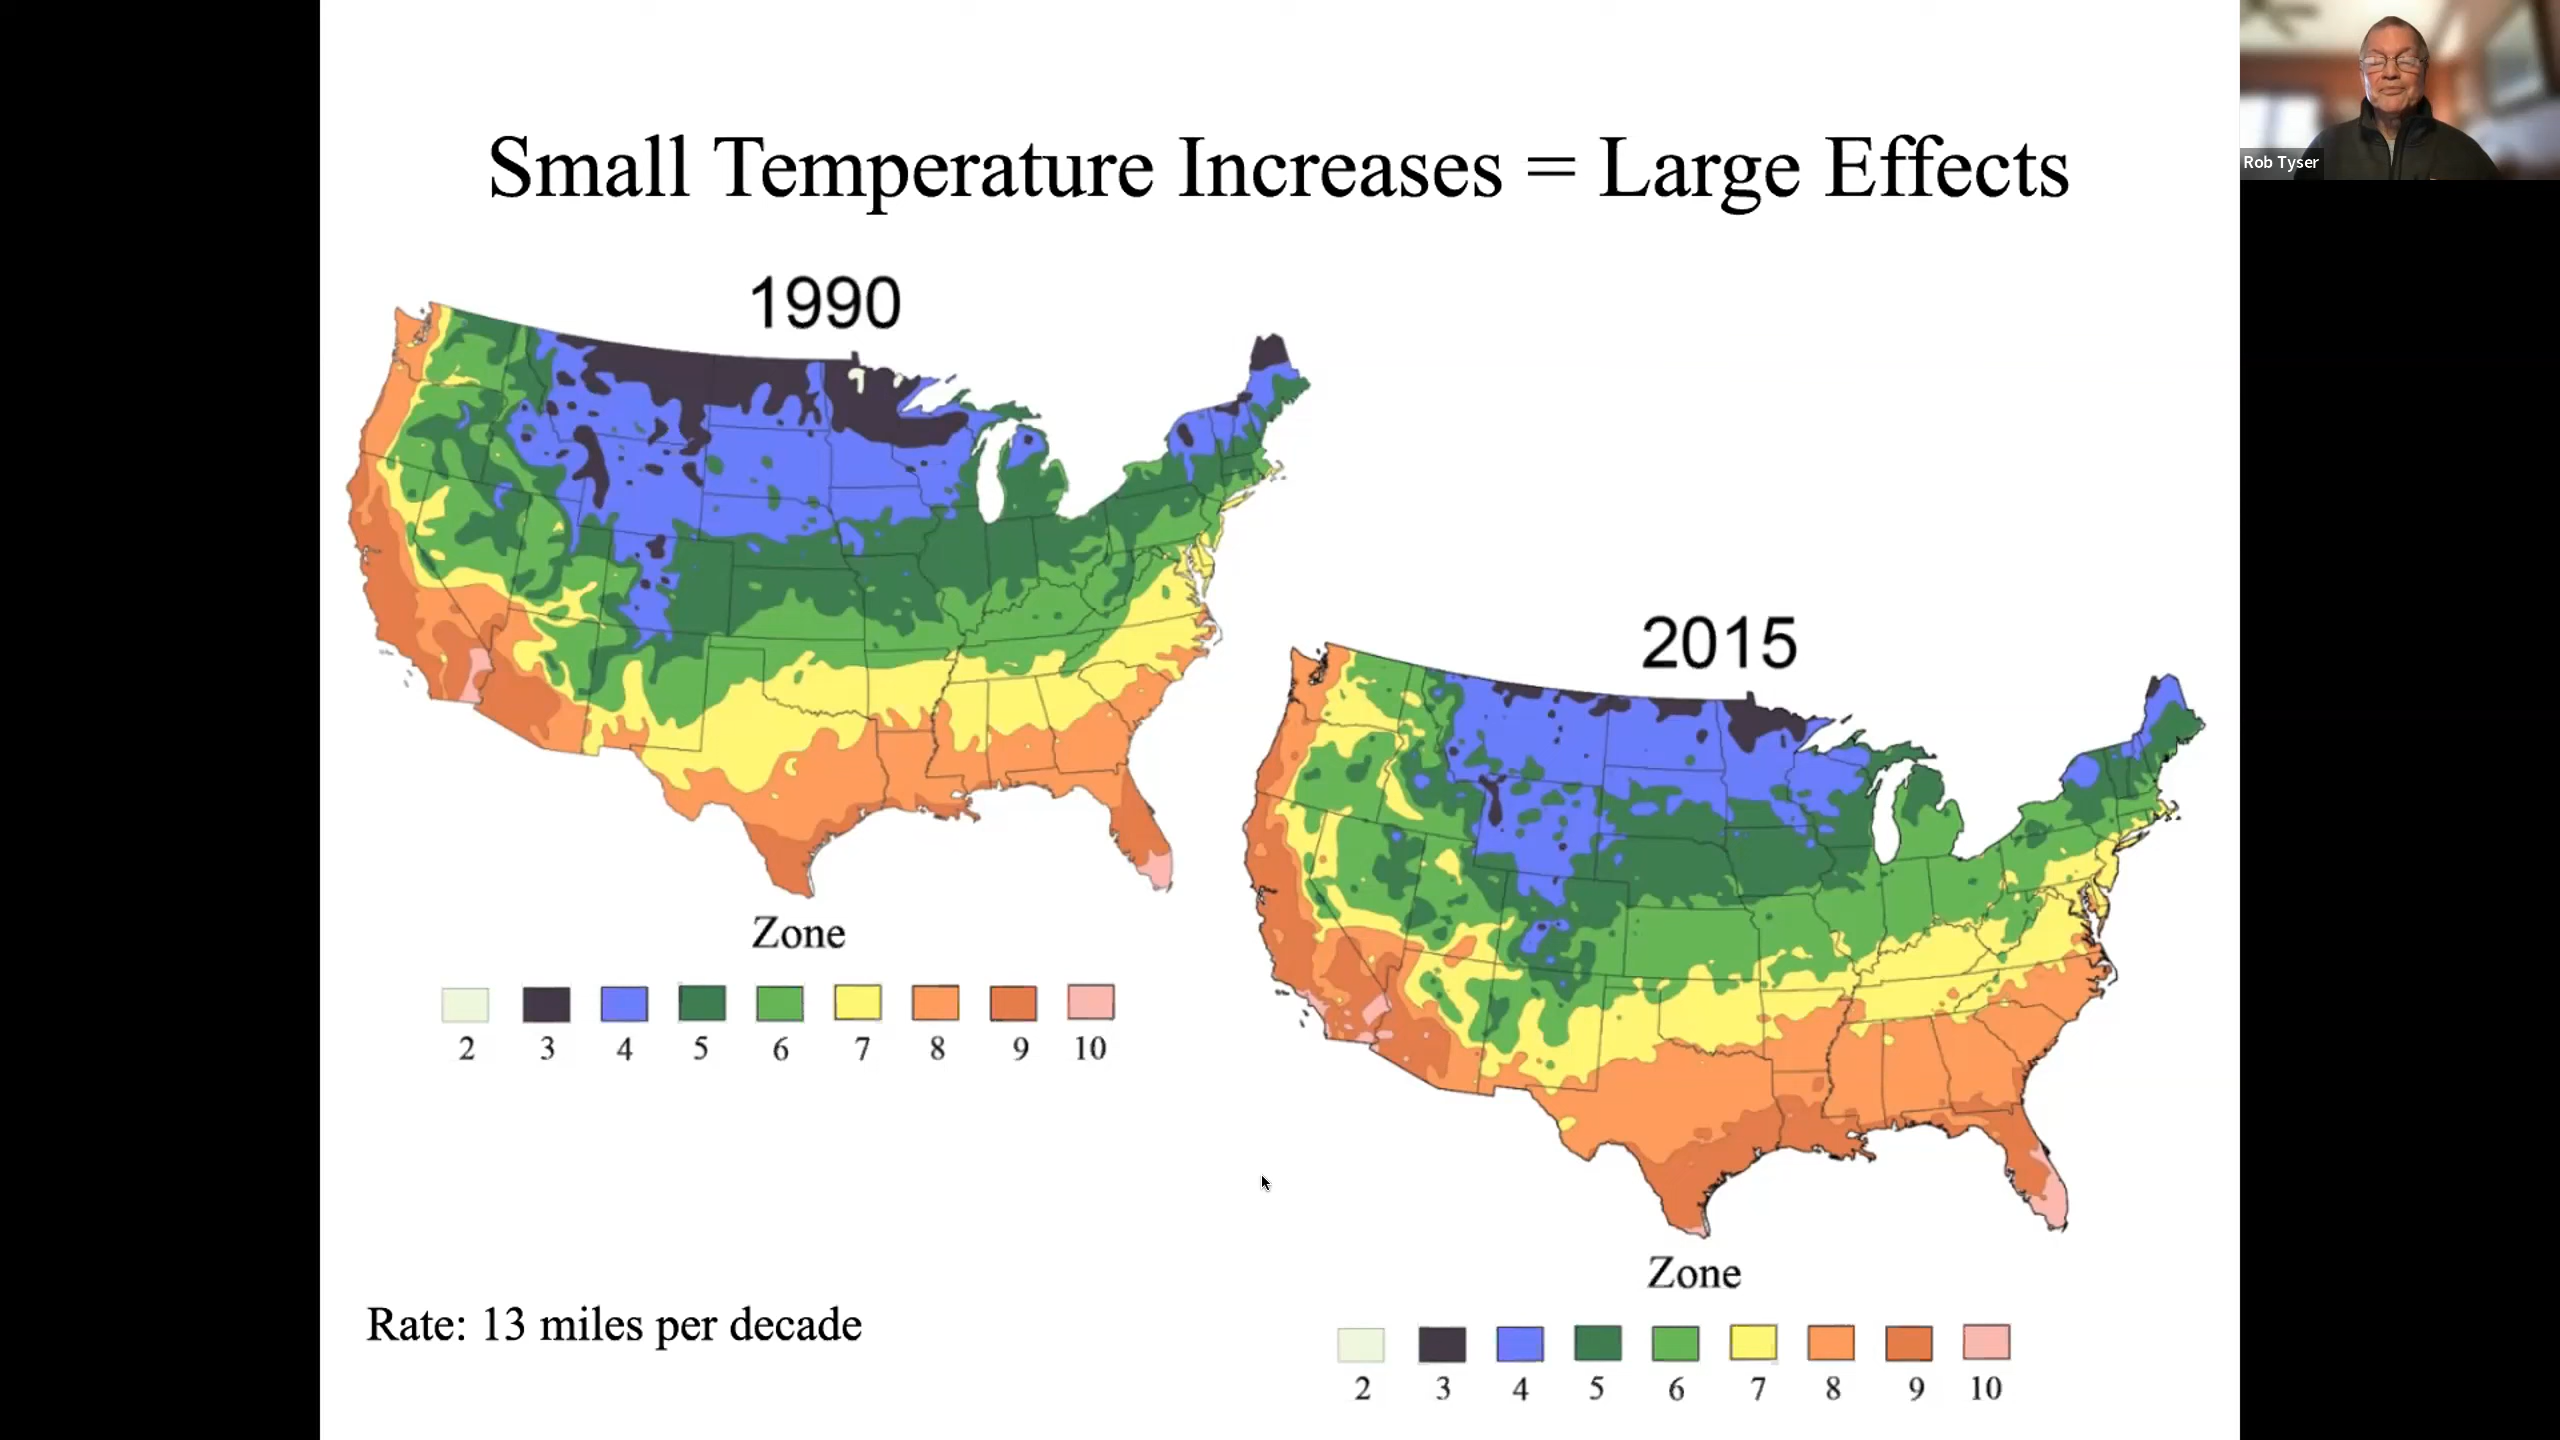 Small Temperature Increases = Large Effects
Rob Tyser
1990
2015
Zone
2 3 4 5 6 7 8 9 10
Zone
2 3 4 5 6 7 8 9 10
Rate: 13 miles per decade